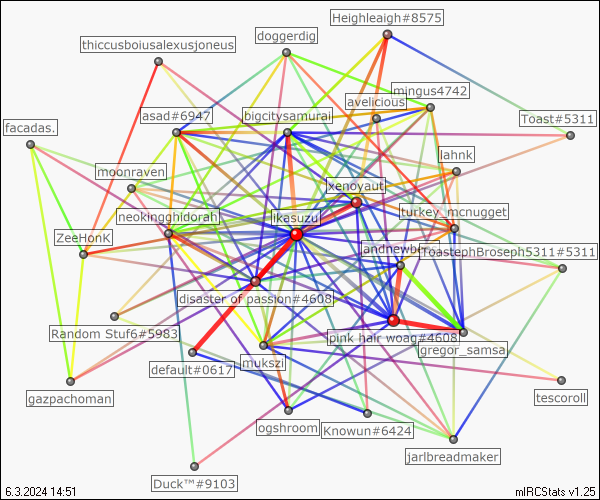 Heighleaigh#8575
doggerdig
thiccusboiusalexusjoneus
mingus4742
avelicious
asad#6947
bigcitysamurai
Toast#5311
facadas.
lahnk
moonraven
xenoyaut
neokingghidorah
ikasuzu
turkey_mcnugget
ZeeHonK
andhewb
ToastephBroseph5311#5311
disaster of passion#4608
Random Stuf6#5983
pink hair woag#4608
gregor_samsa
default#0617
mukszi
gazpachoman
tescoroll
ogshroom
Knowun#6424
jarlbreadmaker
Duck™#9103
6.3.2024 14:51
mIRCStats v1.25